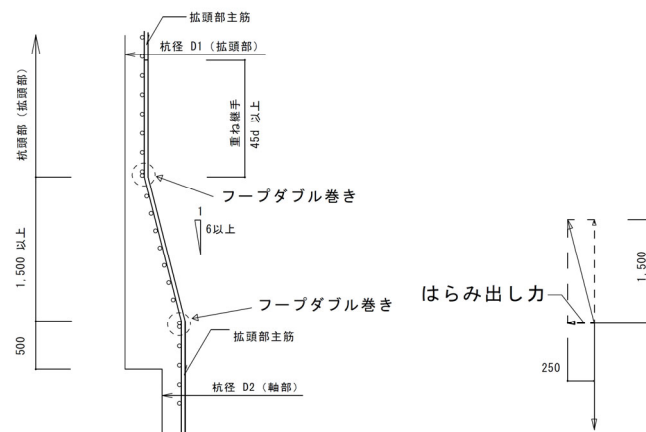 拡頭部主筋
杭径 D1（拡頭部）
杭頭部（拡頭部）
重ね継手
45d 以上
フープダブル巻き
1
6以上
1,500 以上
はらみ出し力
1,500
フープダブル巻き
拡頭部主筋
500
250
杭径 D2（軸部）